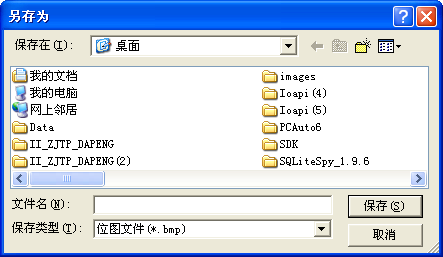 另存为
保存在(I):
桌面
我的文档
我的电脑
网上邻居
Data
II_ZJTP_DAPENG
II_ZJTP_DAPENG(2)
images
Ioapi(4)
Ioapi(5)
PCAuto6
SDK
SQLiteSpy_1.9.6
文件名(N):
保存(S)
保存类型(T):
位图文件(*.bmp)
取消